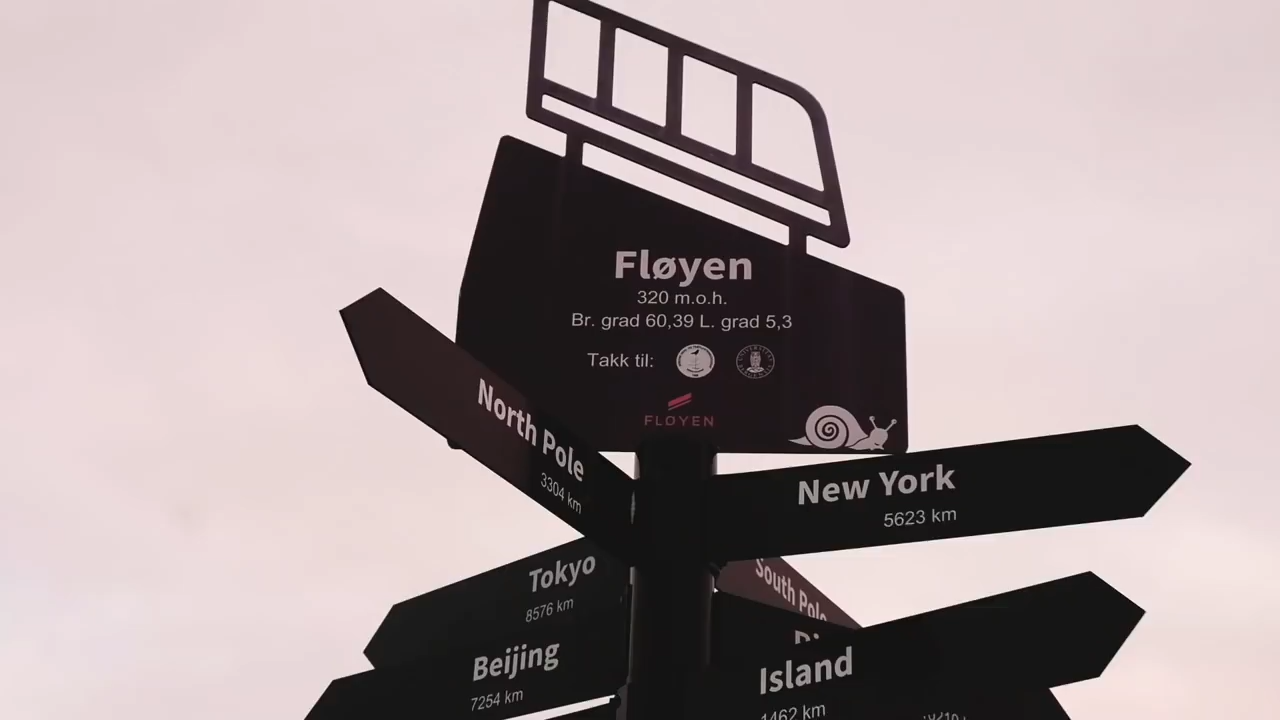 Fløyen
320 m.o.h.
Br. grad 60,39 L. grad 5,3
Takk til:
FLØYEN
North Pole
3304 km
New York
5623 km
Tokyo
8576 km
South Pole
Beijing
7254 km
Island
1462 km